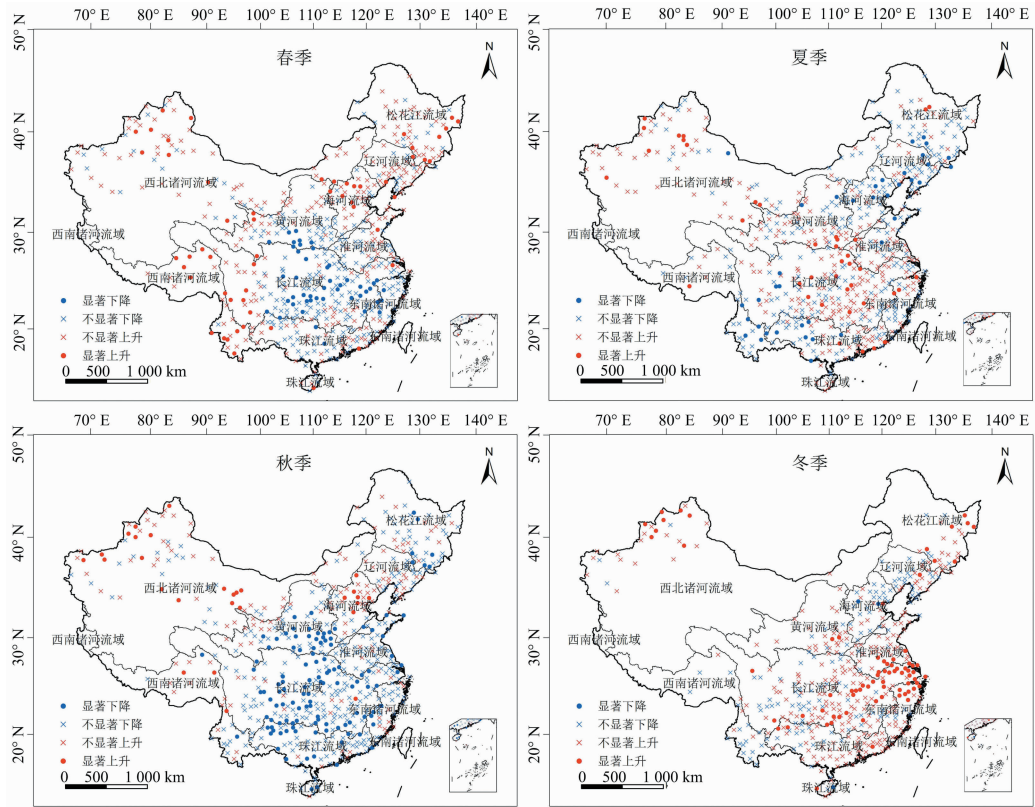 70° E 80° E 90° E 100° E 110° E 120° E 130° E 140° E
50° N
40° N
30° N
20° N
春季
N
松花江流域
辽河流域
西北诸河流域
海河流域
黄河流域
西南诸河流域
淮河流域
西南诸河流域
长江流域
东南诸河流域
珠江流域
东南诸河流域
珠江流域
显著下降
不显著下降
不显著上升
显著上升
0 500 1 000 km
70° E 80° E 90° E 100° E 110° E 120° E 130° E 140° E
50° N
40° N
30° N
20° N
夏季
N
松花江流域
辽河流域
西北诸河流域
海河流域
黄河流域
西南诸河流域
淮河流域
西南诸河流域
长江流域
东南诸河流域
珠江流域
东南诸河流域
珠江流域
显著下降
不显著下降
不显著上升
显著上升
0 500 1 000 km
70° E 80° E 90° E 100° E 110° E 120° E 130° E 140° E
50° N
40° N
30° N
20° N
秋季
N
松花江流域
辽河流域
西北诸河流域
海河流域
黄河流域
西南诸河流域
淮河流域
西南诸河流域
长江流域
东南诸河流域
珠江流域
东南诸河流域
珠江流域
显著下降
不显著下降
不显著上升
显著上升
0 500 1 000 km
70° E 80° E 90° E 100° E 110° E 120° E 130° E 140° E
50° N
40° N
30° N
20° N
冬季
N
松花江流域
辽河流域
西北诸河流域
海河流域
黄河流域
西南诸河流域
淮河流域
西南诸河流域
长江流域
东南诸河流域
珠江流域
东南诸河流域
珠江流域
显著下降
不显著下降
不显著上升
显著上升
0 500 1 000 km